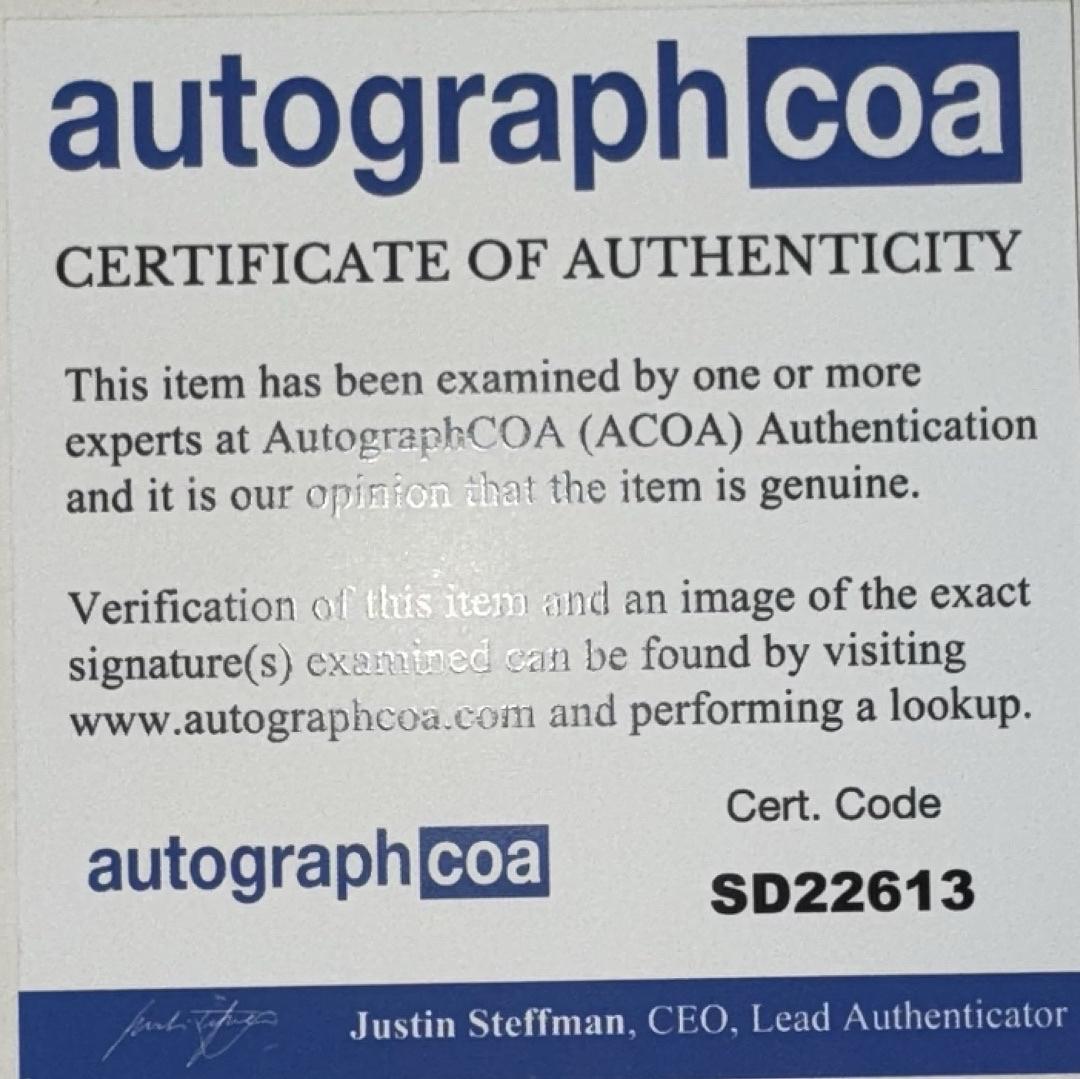 autographcoa
CERTIFICATE OF AUTHENTICITY
This item has been examined by one or more
experts at AutographCOA (ACOA) Authentication
and it is our opinion that the item is genuine.
Verification of this item and an image of the exact
signature(s) examined can be found by visiting
www.autographcoa.com and performing a lookup.
Cert. Code
autographcoa
SD22613
Justin Steffman, CEO, Lead Authenticator